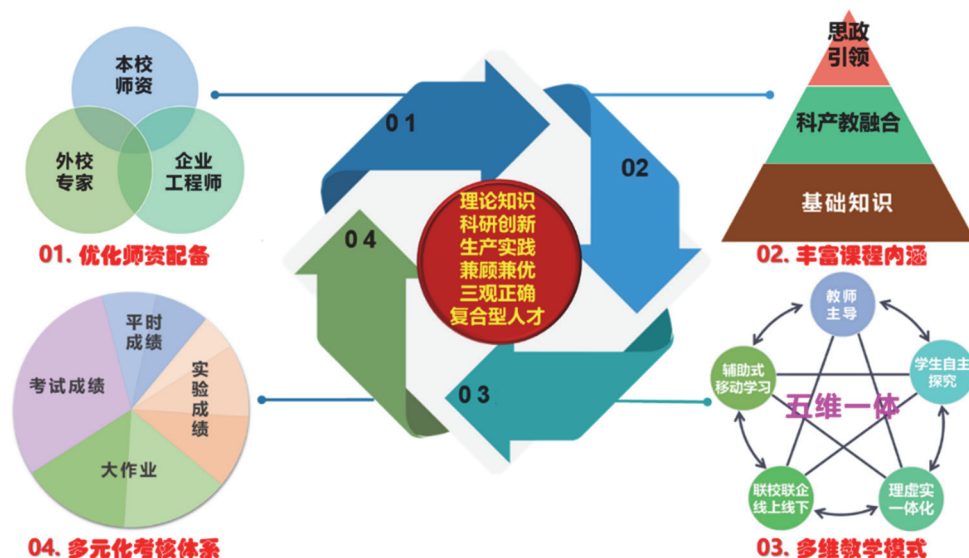 本校
师资
外校
专家
企业
工程师
01. 优化师资配备
01
02
03
04
理论知识
科研创新
生产实践
兼顾兼优
三观正确
复合型人才
思政
引领
科产教融合
基础知识
02. 丰富课程内涵
平时
成绩
考试成绩
实验成绩
大作业
04. 多元化考核体系
教师
主导
辅助式
移动学习
学生自主
探究
五维一体
联校联企
线上线下
理虚实
一体化
03. 多维教学模式